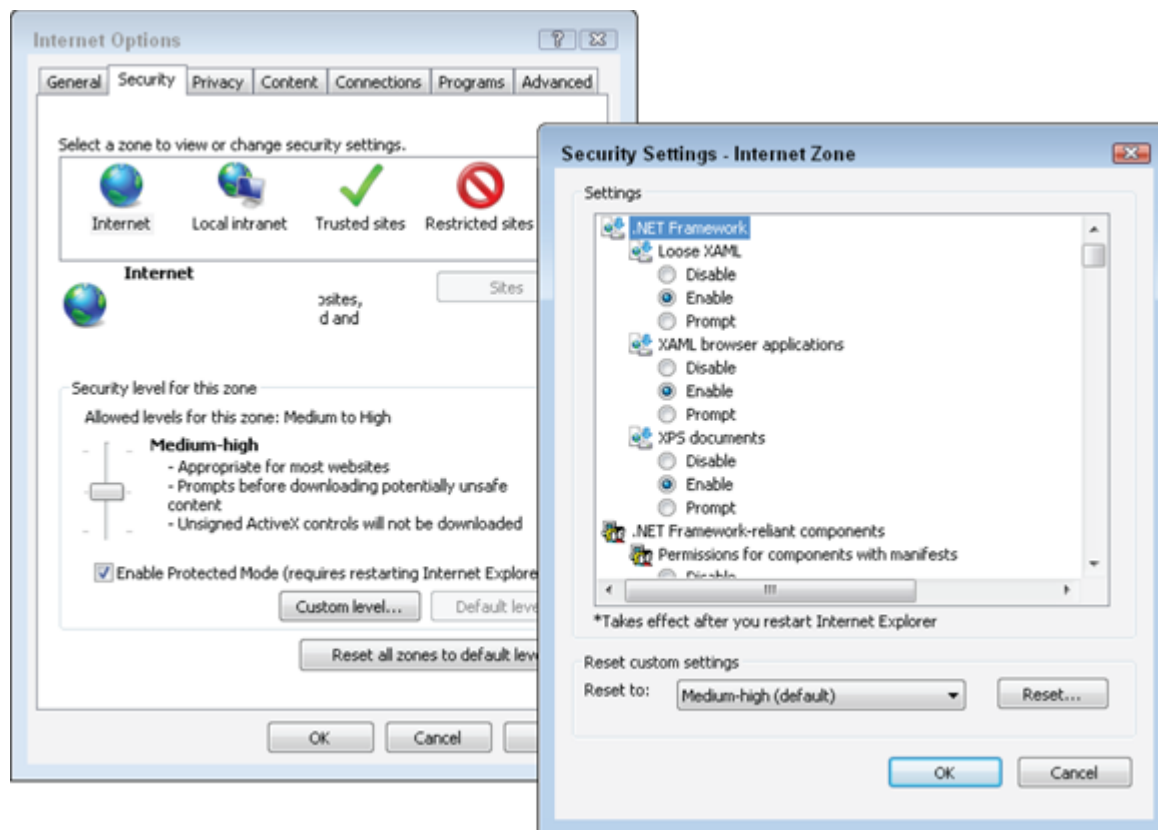 Internet Options
General Security Privacy Content Connections Programs Advanced
Select a zone to view or change security settings.
Internet Local intranet Trusted sites Restricted sites
Internet
Sites
d and
Security level for this zone
Allowed levels for this zone: Medium to High
Medium-high
- Appropriate for most websites
- Prompts before downloading potentially unsafe
content
- Unsigned ActiveX controls will not be downloaded
Enable Protected Mode (requires restarting Internet Explore
Custom level... Default leve
Reset all zones to default leve
OK Cancel
Security Settings - Internet Zone
Settings
.NET Framework
Loose XAML
Disable
Enable
Prompt
XAML browser applications
Disable
Enable
Prompt
XPS documents
Disable
Enable
Prompt
.NET Framework-reliant components
Permissions for components with manifests
Disable
*Takes effect after you restart Internet Explorer
Reset custom settings
Reset to: Medium-high (default) Reset...
OK Cancel